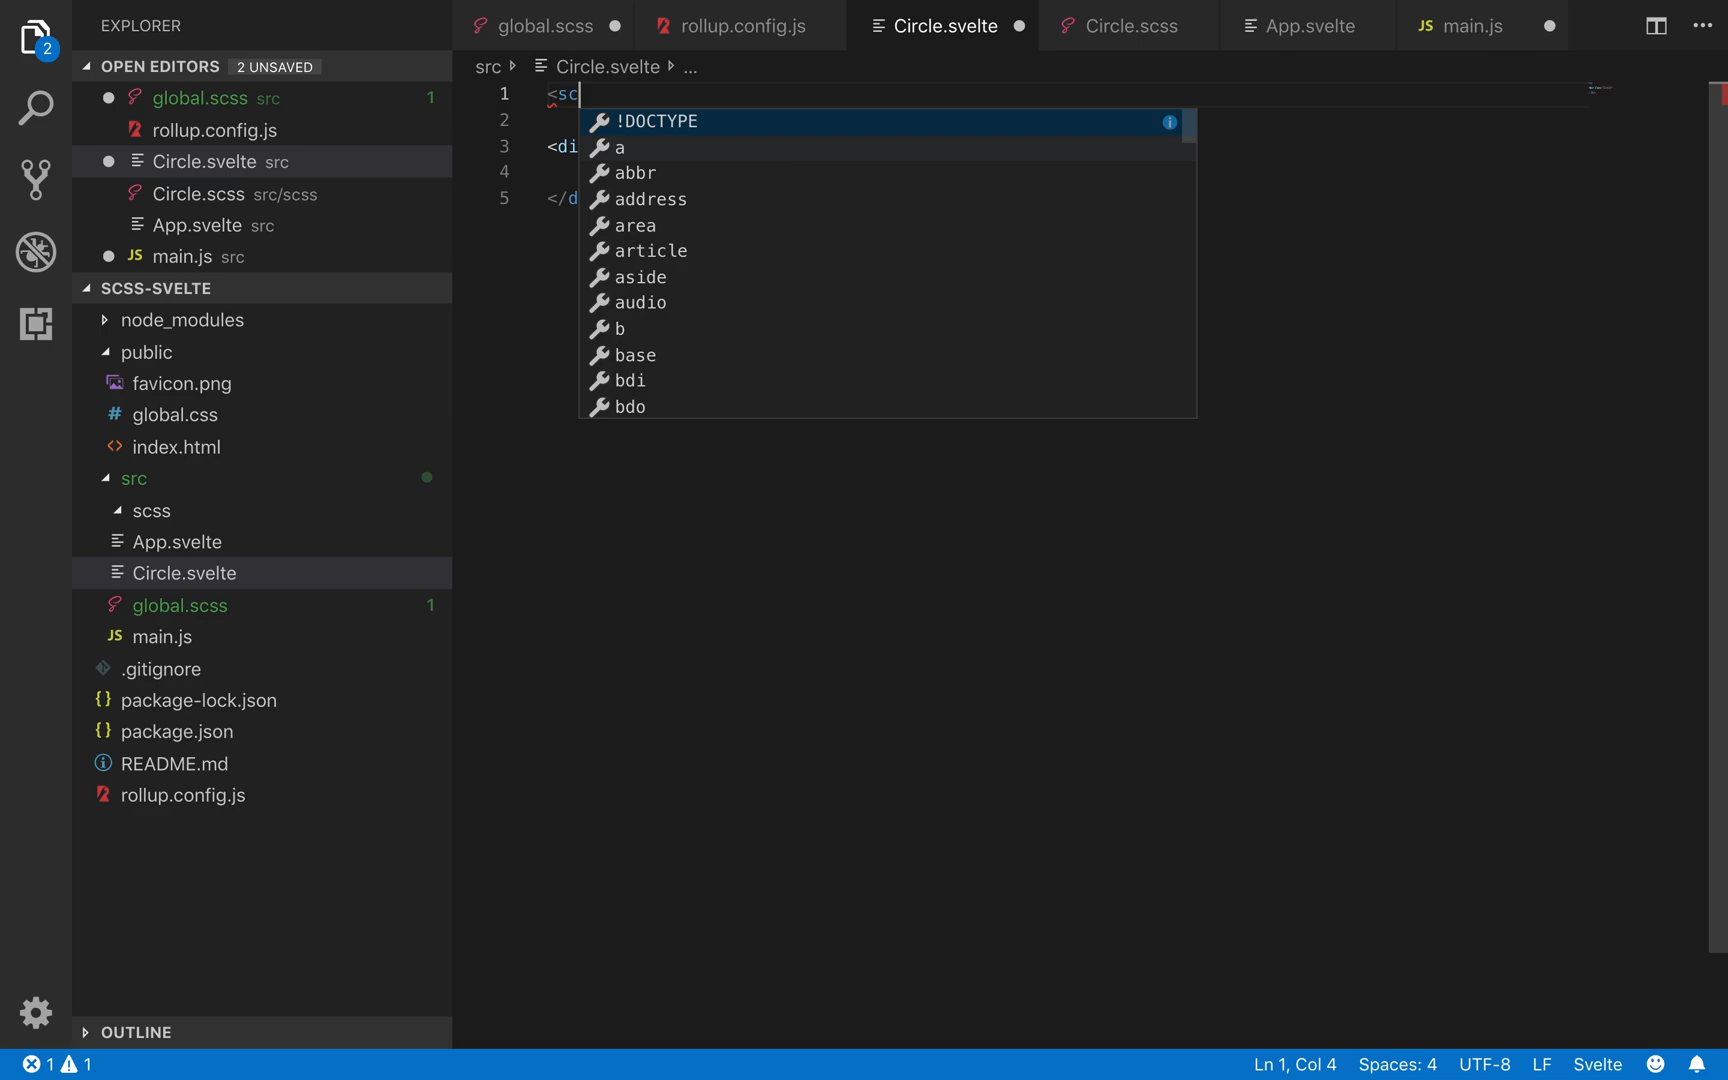 EXPLORER
2
OPEN EDITORS 2 UNSAVED
global.scss src 1
rollup.config.js
Circle.svelte src
Circle.scss src/scss
App.svelte src
JS main.js src
SCSS-SVELTE
node_modules
public
favicon.png
# global.css
<> index.html
src
scss
App.svelte
Circle.svelte
global.scss 1
JS main.js
.gitignore
{} package-lock.json
{} package.json
README.md
rollup.config.js
OUTLINE
global.scss rollup.config.js Circle.svelte Circle.scss App.svelte JS main.js
src Circle.svelte ...
1 <sc
2
3 <di
4
5 </d
!DOCTYPE
a
abbr
address
area
article
aside
audio
b
base
bdi
bdo
1 1 Ln 1, Col 4 Spaces: 4 UTF-8 LF Svelte